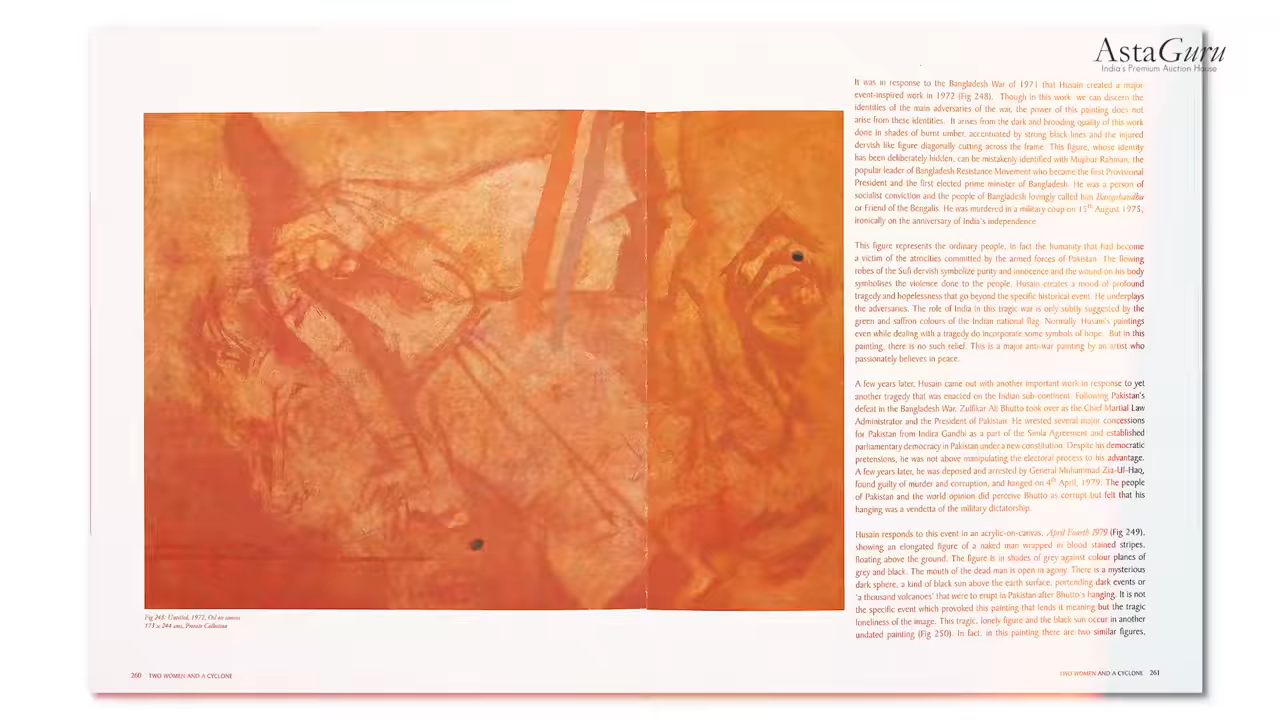 AstaGuru
India's Premium Auction House
It was in response to the Bangladesh War of 1971 that Husain created a major
event-inspired work in 1972 (Fig 248). Though in this work we can discern the
identities of the main adversaries of the war, the power of this painting does not
arise from these identities. It arises from the dark and brooding quality of this work
done in shades of burnt umber, accentuated by strong black lines and the injured
dervish like figure diagonally cutting across the frame. This figure, whose identity
has been deliberately hidden, can be mistakenly identified with Mujibur Rahman, the
popular leader of Bangladesh Resistance Movement who became the first Provisional
President and the first elected prime minister of Bangladesh. He was a person of
socialist conviction and the people of Bangladesh lovingly called him Bangabandhu
or Friend of the Bengalis. He was murdered in a military coup on 15th August 1975,
ironically on the anniversary of India's independence.
This figure represents the ordinary people, in fact the humanity that had become
a victim of the atrocities committed by the armed forces of Pakistan. The flowing
robes of the Sufi dervish symbolize purity and innocence and the wound on his body
symbolises the violence done to the people. Husain creates a mood of profound
tragedy and hopelessness that go beyond the specific historical event. He underplays
the adversaries. The role of India in this tragic war is only subtly suggested by the
green and saffron colours of the Indian national flag. Normally Husain's paintings
even while dealing with a tragedy do incorporate some symbols of hope. But in this
painting, there is no such relief. This is a major anti-war painting by an artist who
passionately believes in peace.
A few years later, Husain came out with another important work in response to yet
another tragedy that was enacted on the Indian sub-continent. Following Pakistan's
defeat in the Bangladesh War, Zulfikar Ali Bhutto took over as the Chief Martial Law
Administrator and the President of Pakistan. He wrested several major concessions
for Pakistan from Indira Gandhi as a part of the Simla Agreement and established
parliamentary democracy in Pakistan under a new constitution. Despite his democratic
pretensions, he was not above manipulating the electoral process to his advantage.
A few years later, he was deposed and arrested by General Muhammad Zia-Ul-Haq,
found guilty of murder and corruption, and hanged on 4th April, 1979. The people
of Pakistan and the world opinion did perceive Bhutto as corrupt but felt that his
hanging was a vendetta of the military dictatorship.
Husain responds to this event in an acrylic-on-canvas, April Fourth 1979 (Fig 249),
showing an elongated figure of a naked man wrapped in blood stained stripes,
floating above the ground. The figure is in shades of grey against colour planes of
grey and black. The mouth of the dead man is open in agony. There is a mysterious
dark sphere, a kind of black sun above the earth surface, portending dark events or
'a thousand volcanoes' that were to erupt in Pakistan after Bhutto's hanging. It is not
the specific event which provoked this painting that lends it meaning but the tragic
loneliness of the image. This tragic, lonely figure and the black sun occur in another
undated painting (Fig 250). In fact, in this painting there are two similar figures,
Fig 248: Untitled, 1972, Oil on canvas
173 x 244 cms, Private Collection
260 TWO WOMEN AND A CYCLONE
TWO WOMEN AND A CYCLONE 261